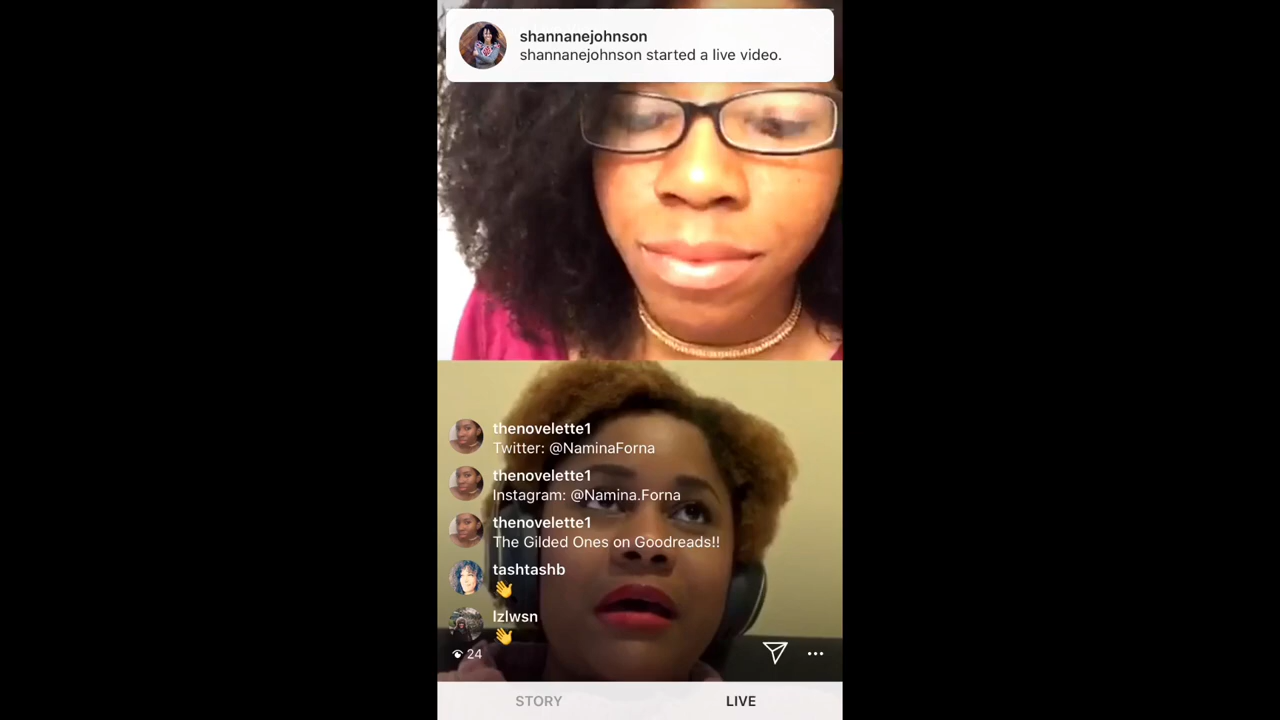 shannanejohnson
shannanejohnson started a live video.
thenovelette1
Twitter: @NaminaForna
thenovelette1
Instagram: @Namina.Forna
thenovelette1
The Gilded Ones on Goodreads!!
tashtashb
👋
lzlwsn
👋
24
STORY
LIVE